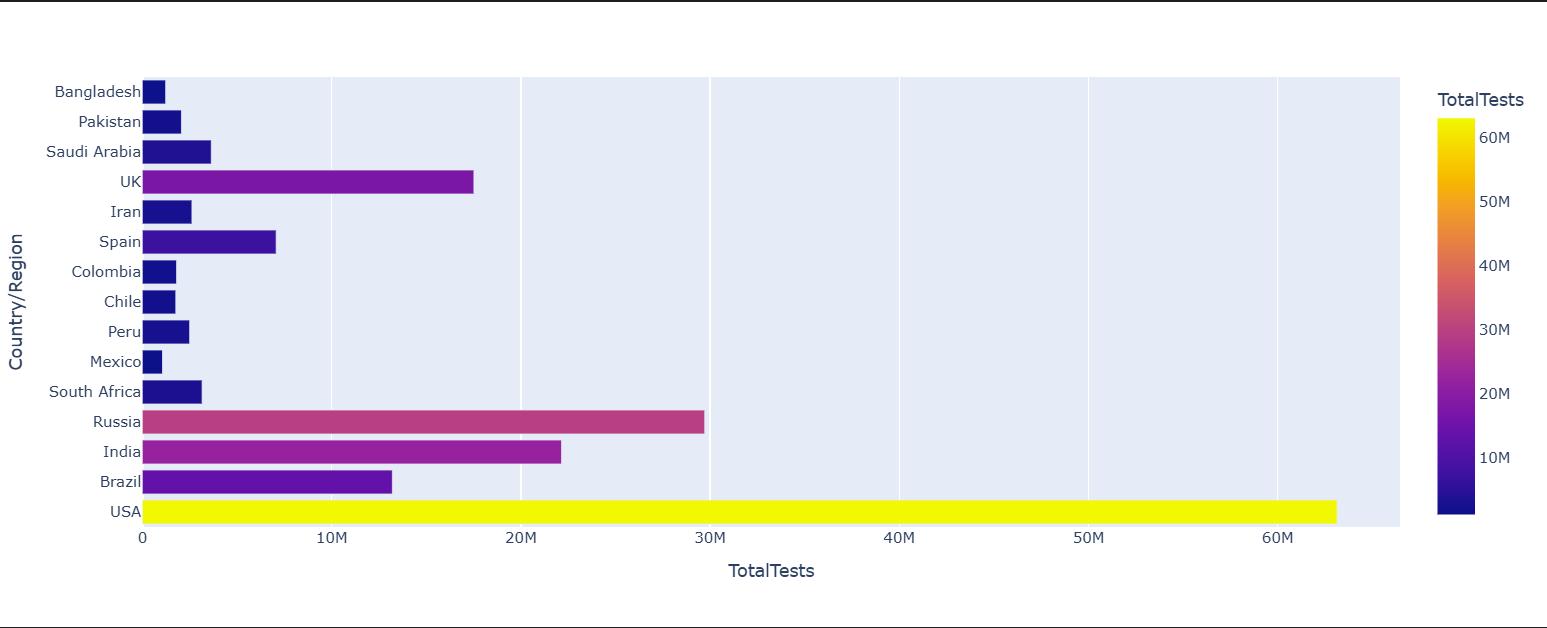 TotalTests
Bangladesh
Pakistan
Saudi Arabia
UK
Iran
Spain
Colombia
Chile
Peru
Mexico
South Africa
Russia
India
Brazil
USA
Country/Region
0 10M 20M 30M 40M 50M 60M
TotalTests
60M
50M
40M
30M
20M
10M